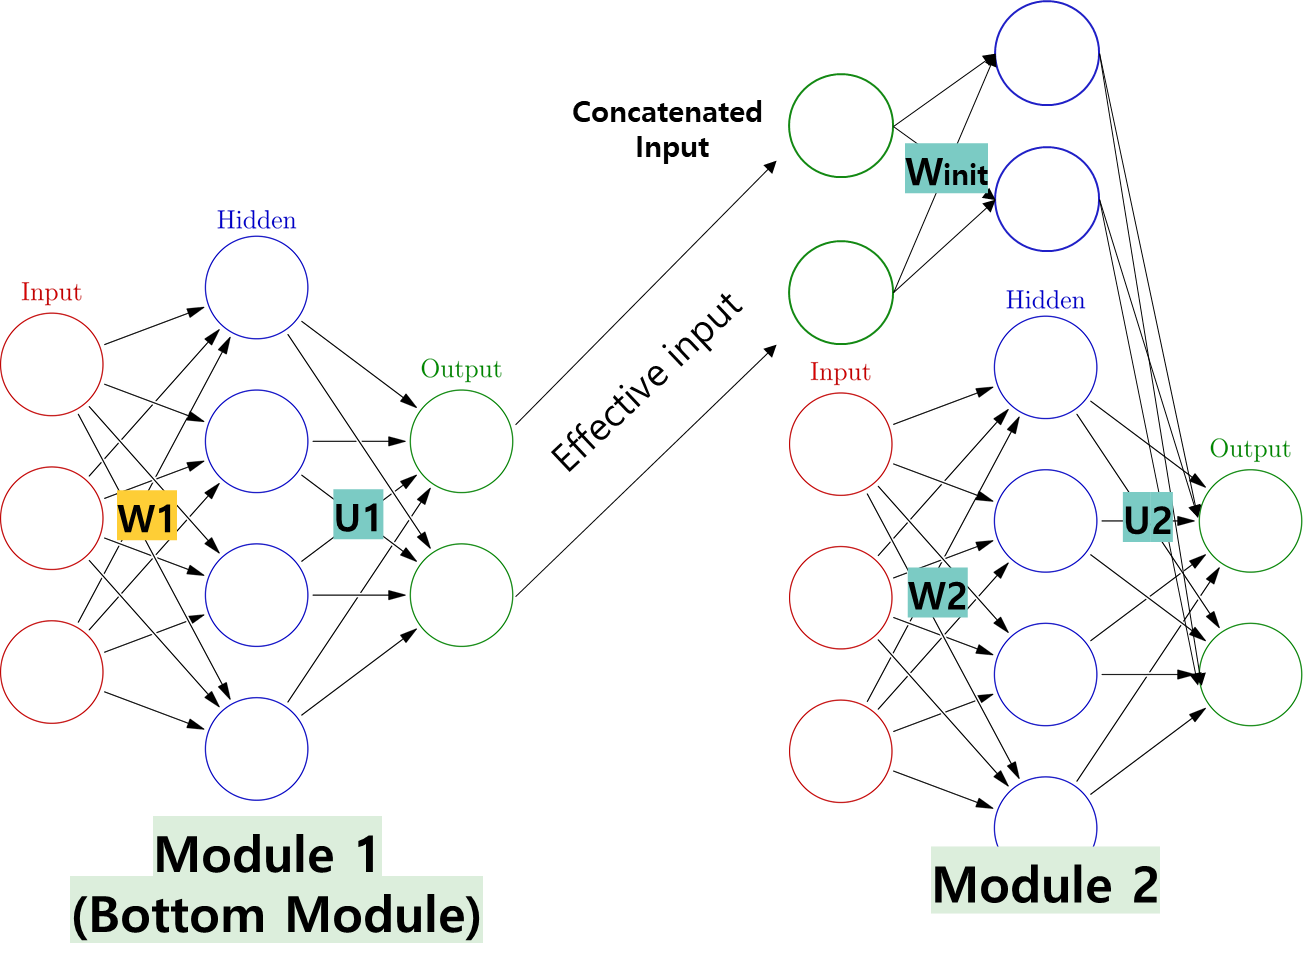 Concatenated
Input
Winit
Hidden
Input
Output
W1
U1
Effective input
Hidden
Input
Output
U2
W2
Module 1
(Bottom Module)
Module 2